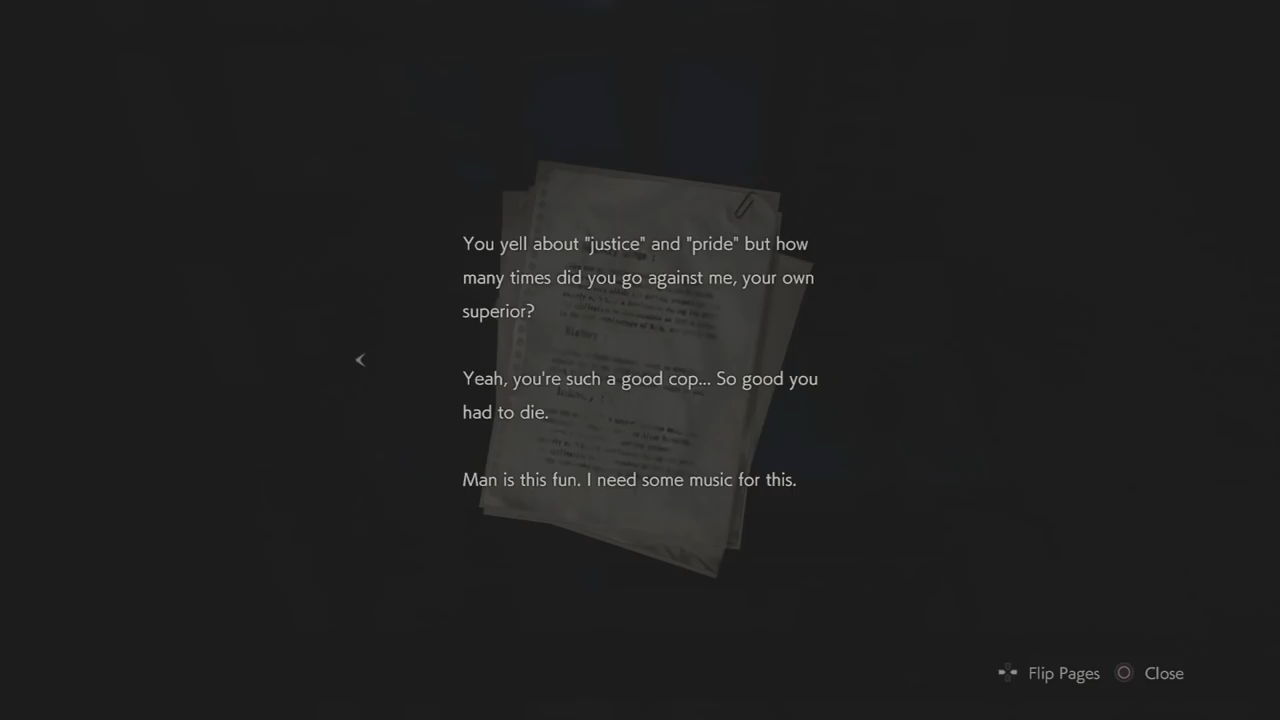 You yell about "justice" and "pride" but how
many times did you go against me, your own
superior?
Yeah, you're such a good cop... So good you
had to die.
Man is this fun. I need some music for this.
Flip Pages
Close